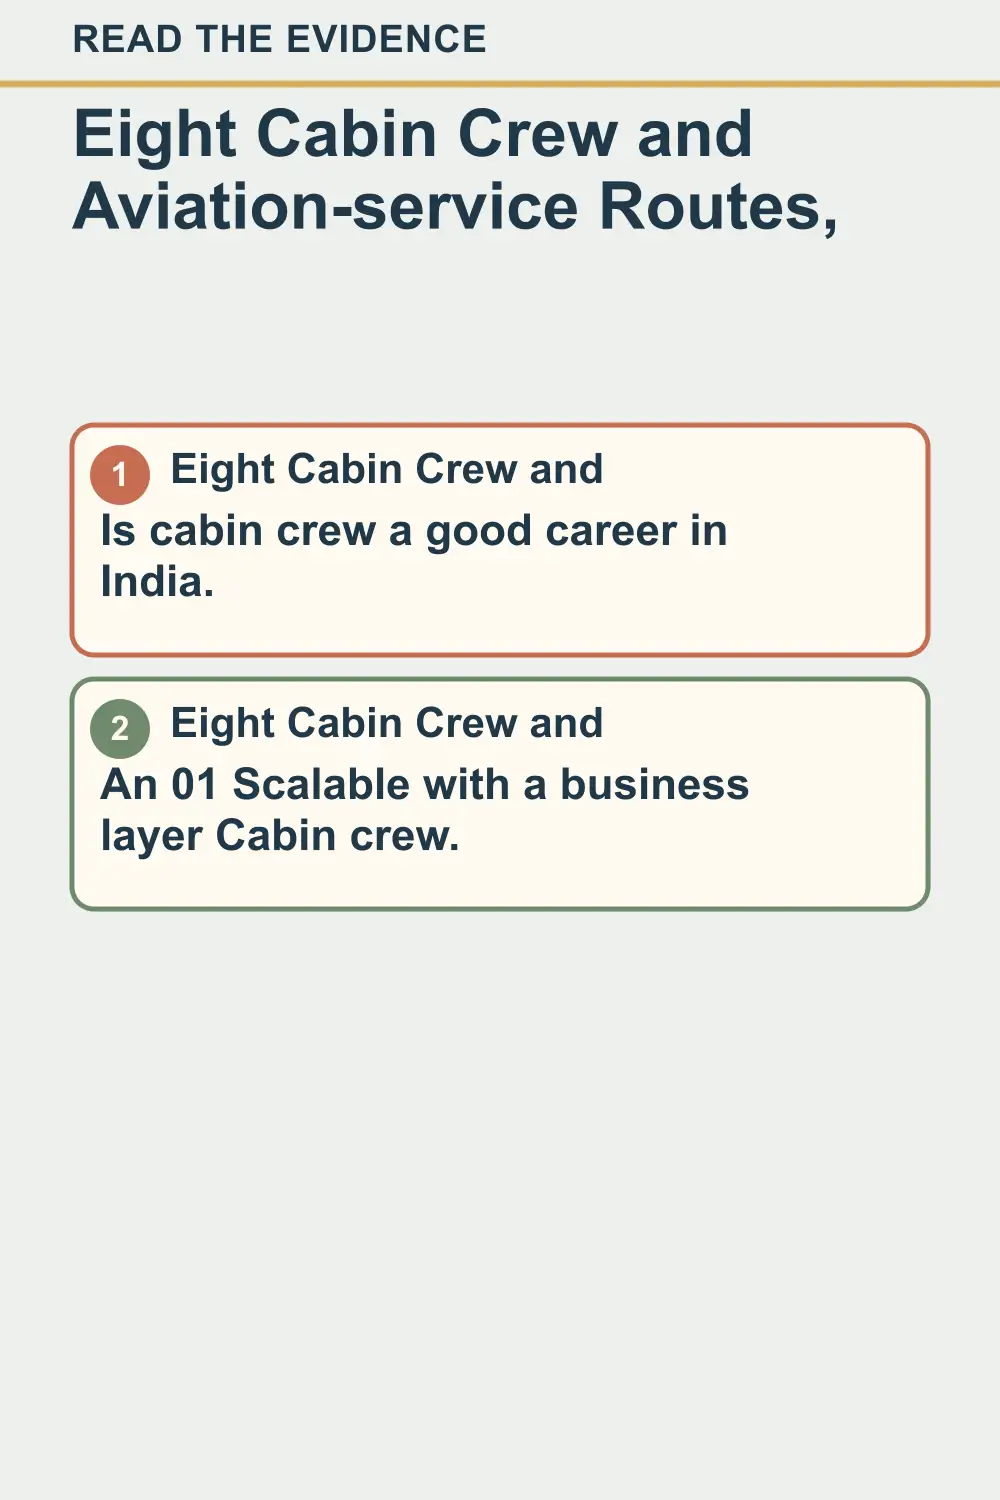 READ THE EVIDENCE
Eight Cabin Crew and
Aviation-service Routes,
1 Eight Cabin Crew and
Is cabin crew a good career in
India.
2 Eight Cabin Crew and
An 01 Scalable with a business
layer Cabin crew.